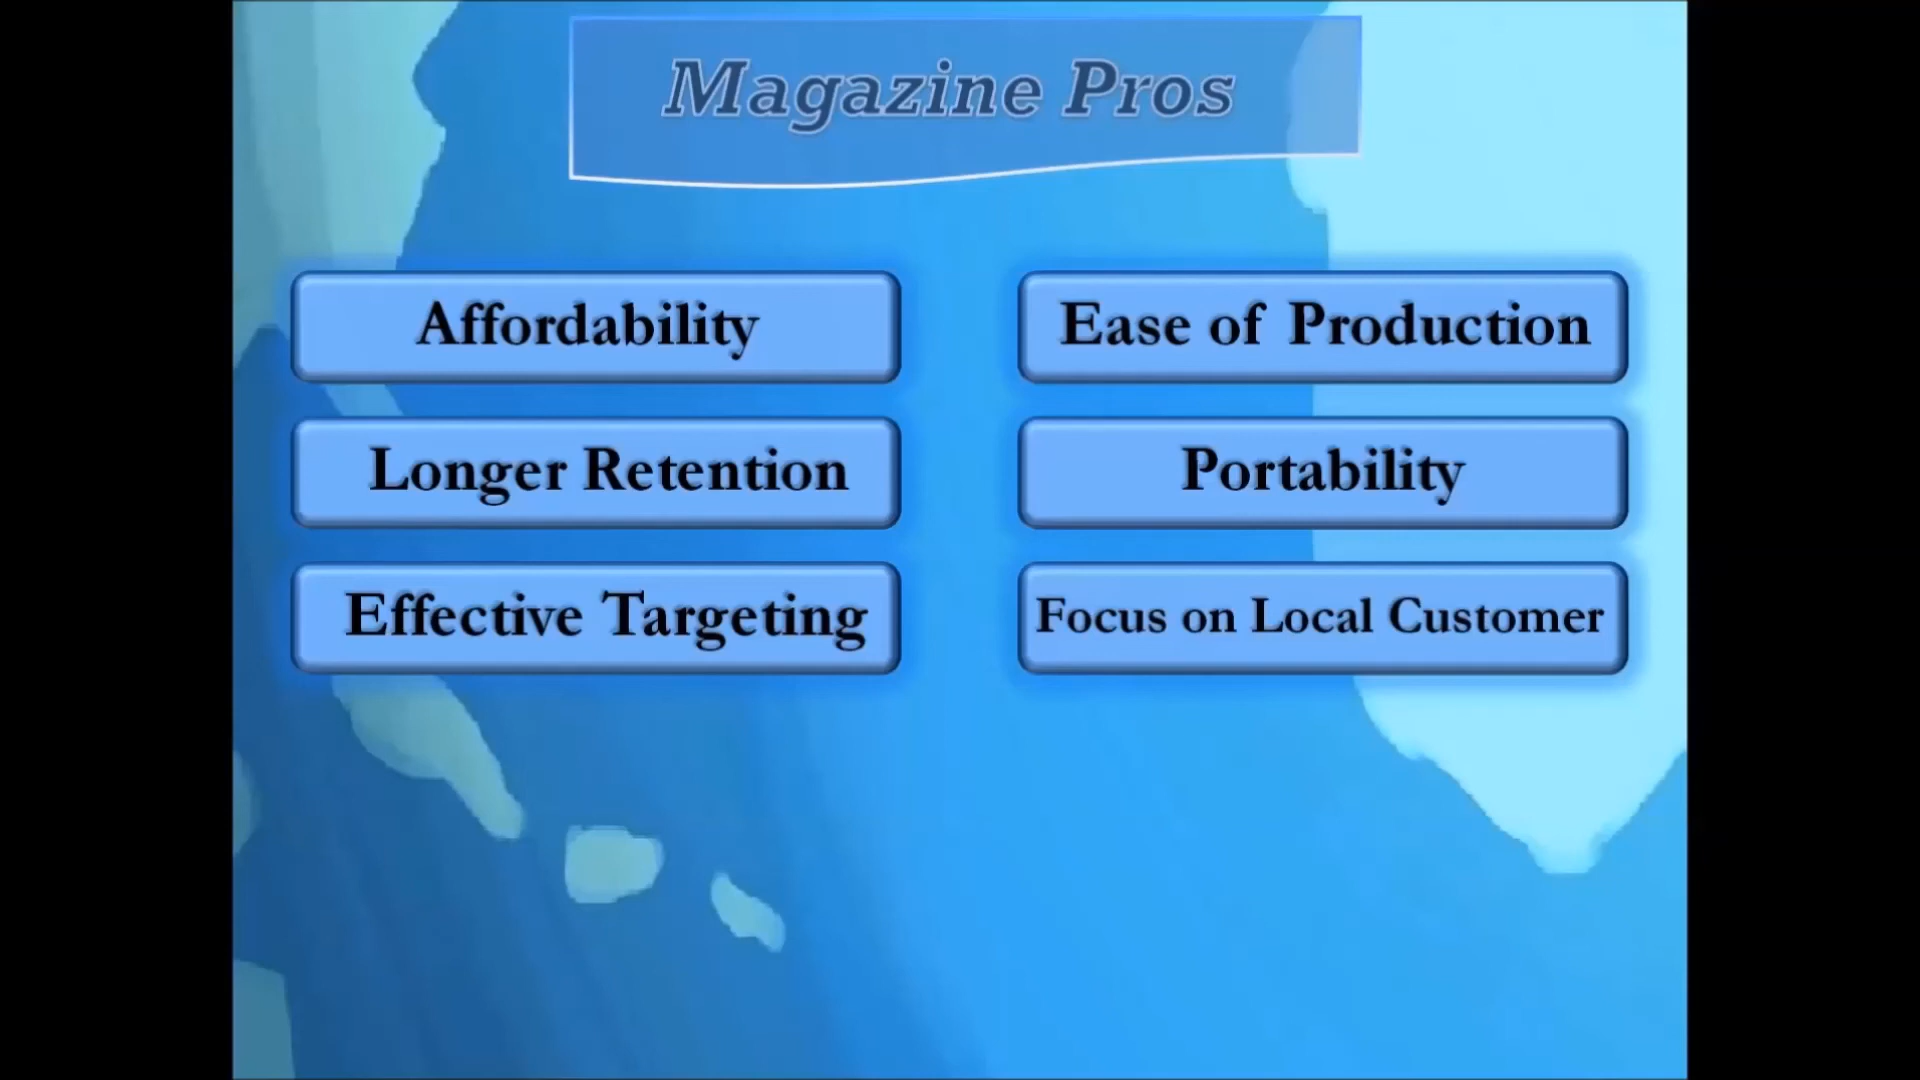 Magazine Pros
Affordability
Ease of Production
Longer Retention
Portability
Effective Targeting
Focus on Local Customer